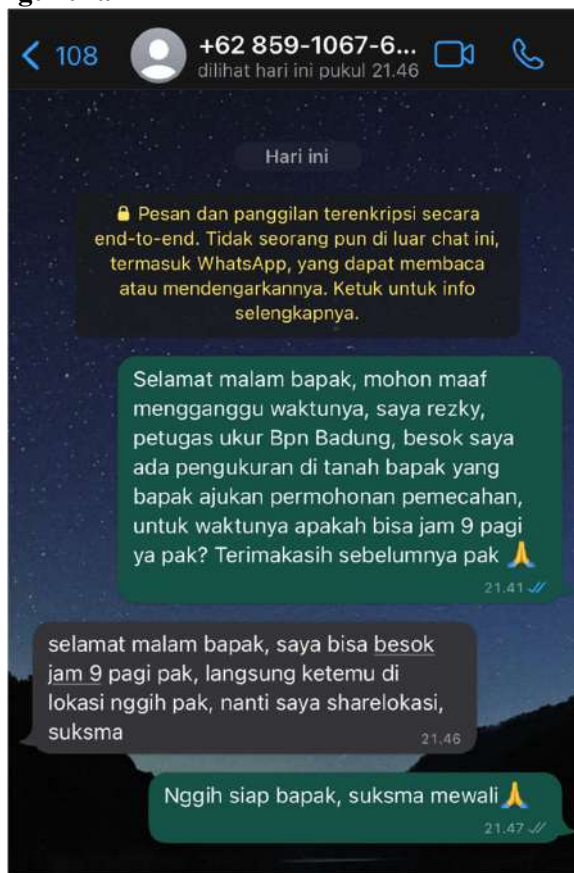 108
+62 859-1067-6...
dilihat hari ini pukul 21.46
Hari ini
Pesan dan panggilan terenkripsi secara
end-to-end. Tidak seorang pun di luar chat ini,
termasuk WhatsApp, yang dapat membaca
atau mendengarkannya. Ketuk untuk info
selengkapnya.
Selamat malam bapak, mohon maaf
mengganggu waktunya, saya rezky,
petugas ukur Bpn Badung, besok saya
ada pengukuran di tanah bapak yang
bapak ajukan permohonan pemecahan,
untuk waktunya apakah bisa jam 9 pagi
ya pak? Terimakasih sebelumnya pak 🙏
21.41
selamat malam bapak, saya bisa besok
jam 9 pagi pak, langsung ketemu di
lokasi nggih pak, nanti saya sharelokasi,
suksma
21.46
Nggih siap bapak, suksma mewali🙏
21.47